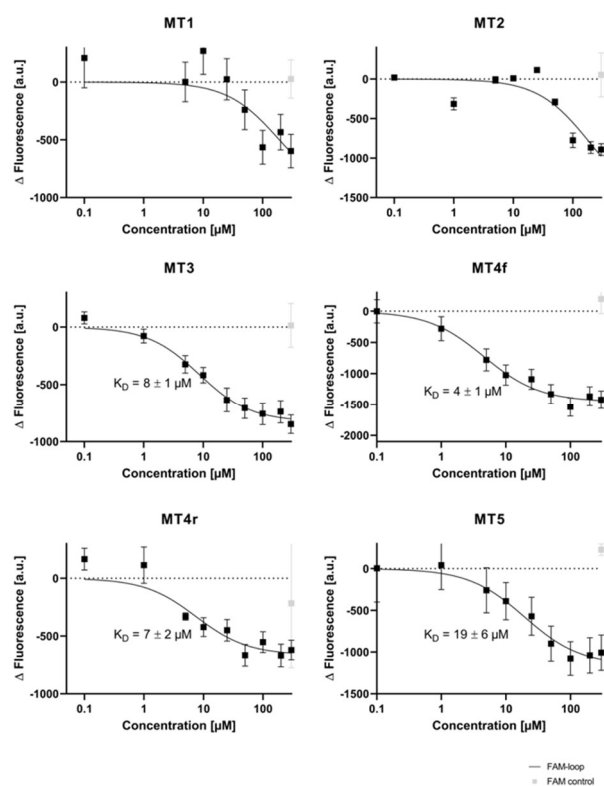 MT1
Δ Fluorescence [a.u.]
0
-500
-1000
0.1 1 10 100
Concentration [µM]
MT2
Δ Fluorescence [a.u.]
500
0
-500
-1000
-1500
0.1 1 10 100
Concentration [µM]
MT3
Δ Fluorescence [a.u.]
0
-500
-1000
K_D = 8 ± 1 µM
0.1 1 10 100
Concentration [µM]
MT4f
Δ Fluorescence [a.u.]
500
0
-500
-1000
-1500
-2000
K_D = 4 ± 1 µM
0.1 1 10 100
Concentration [µM]
MT4r
Δ Fluorescence [a.u.]
0
-500
-1000
K_D = 7 ± 2 µM
0.1 1 10 100
Concentration [µM]
MT5
Δ Fluorescence [a.u.]
0
-500
-1000
-1500
K_D = 19 ± 6 µM
0.1 1 10 100
Concentration [µM]
FAM-loop
FAM control